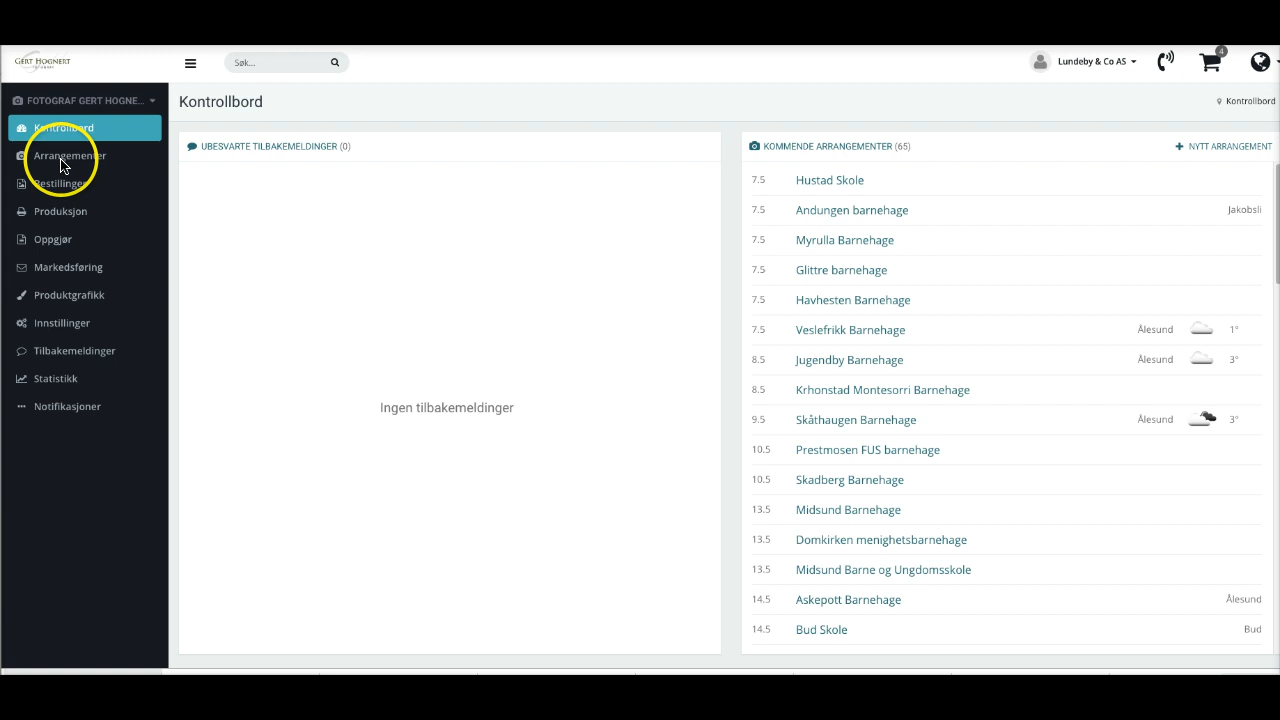 GERT HOGNERT
Søk...
4
Lundeby & Co AS
FOTOGRAF GERT HOGNE...
Kontrollbord
Kontrollbord
Kontrollbord
Arrangementer
Bestillinger
Produksjon
Oppgjør
Markedsføring
Produktgrafikk
Innstillinger
Tilbakemeldinger
Statistikk
Notifikasjoner
UBESVARTE TILBAKEMELDINGER (0)
Ingen tilbakemeldinger
KOMMENDE ARRANGEMENTER (65)
NYTT ARRANGEMENT
7.5 Hustad Skole
7.5 Andungen barnehage Jakobsli
7.5 Myrulla Barnehage
7.5 Glittre barnehage
7.5 Havhesten Barnehage
7.5 Veslefrikk Barnehage Ålesund 1°
8.5 Jugendby Barnehage Ålesund 3°
8.5 Krhonstad Montesorri Barnehage
9.5 Skåthaugen Barnehage Ålesund 3°
10.5 Prestmosen FUS barnehage
10.5 Skadberg Barnehage
13.5 Midsund Barnehage
13.5 Domkirken menighetsbarnehage
13.5 Midsund Barne og Ungdomsskole
14.5 Askepott Barnehage Ålesund
14.5 Bud Skole Bud